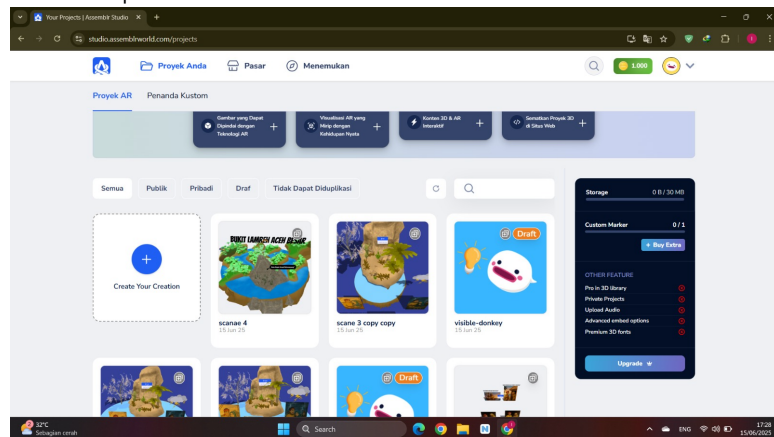 Your Projects | Assemblr Studio
studio.assemblrworld.com/projects
Proyek Anda
Pasar
Menemukan
1.000
Proyek AR
Penanda Kustom
Gambar yang Dapat
Dipindai dengan
Teknologi AR
Visualisasi AR yang
Mirip dengan
Kehidupan Nyata
Konten 3D & AR
Interaktif
Sematkan Proyek 3D
di Situs Web
Semua
Publik
Pribadi
Draf
Tidak Dapat Diduplikasi
Storage
0 B / 30 MB
Custom Marker
0 / 1
+ Buy Extra
OTHER FEATURE
Pro in 3D library
Private Projects
Upload Audio
Advanced embed options
Premium 3D fonts
Upgrade
Create Your Creation
BUKIT LAMREH ACEH BESAR
scanae 4
15 Jun 25
scane 3 copy copy
15 Jun 25
Draft
visible-donkey
15 Jun 25
Draft
2
32°C
Sebagian cerah
Search
ENG
17:28
15/06/2025